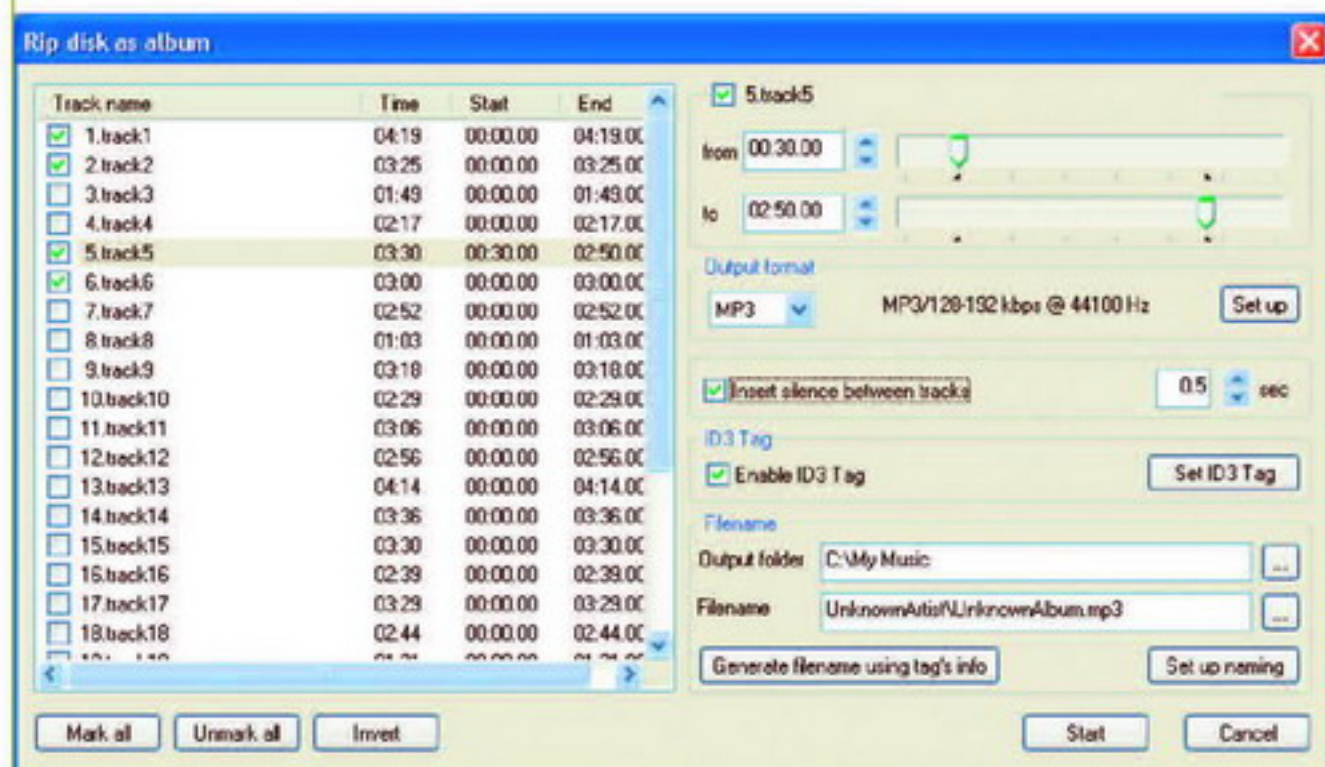 Rip disk as album
Track name Time Start End
1.track1 04:19 00:00.00 04:19.00
2.track2 03:25 00:00.00 03:25.00
3.track3 01:49 00:00.00 01:49.00
4.track4 02:17 00:00.00 02:17.00
5.track5 03:30 00:30.00 02:50.00
6.track6 03:00 00:00.00 03:00.00
7.track7 02:52 00:00.00 02:52.00
8.track8 01:03 00:00.00 01:03.00
9.track9 03:18 00:00.00 03:18.00
10.track10 02:29 00:00.00 02:29.00
11.track11 03:06 00:00.00 03:06.00
12.track12 02:56 00:00.00 02:56.00
13.track13 04:14 00:00.00 04:14.00
14.track14 03:36 00:00.00 03:36.00
15.track15 03:30 00:00.00 03:30.00
16.track16 02:39 00:00.00 02:39.00
17.track17 03:29 00:00.00 03:29.00
18.track18 02:44 00:00.00 02:44.00
Mark all Unmark all Invert
5.track5
from 00:30.00
to 02:50.00
Output format
MP3 MP3/128-192 kbps @ 44100 Hz Set up
Insert silence between tracks 0.5 sec
ID3 Tag
Enable ID3 Tag Set ID3 Tag
Filename
Output folder C:\My Music ...
Filename UnknownArtist\UnknownAlbum.mp3 ...
Generate filename using tag's info Set up naming
Start Cancel